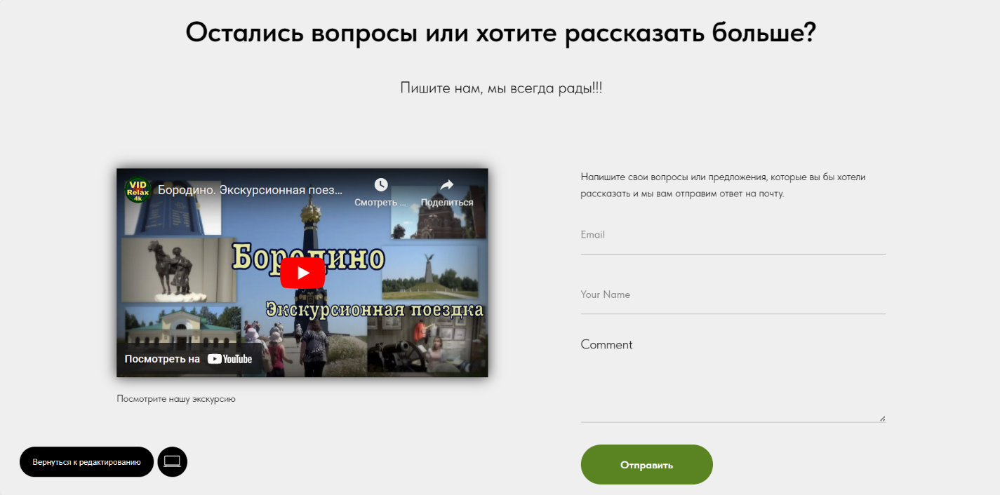 Остались вопросы или хотите рассказать больше?
Пишите нам, мы всегда рады!!!
VID
Relax
4k
Бородино. Экскурсионная поез...
Смотреть ...
Поделиться
Бородино
Экскурсионная поездка
Посмотреть на YouTube
Посмотрите нашу экскурсию
Напишите свои вопросы или предложения, которые вы бы хотели
рассказать и мы вам отправим ответ на почту.
Email
Your Name
Comment
Отправить
Вернуться к редактированию